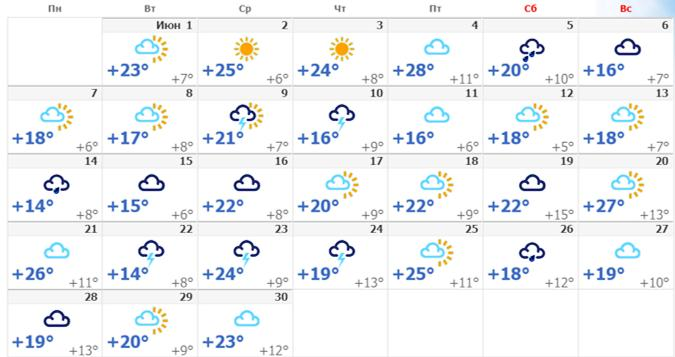 Пн Вт Ср Чт Пт Сб Вс
Июн 1 2 3 4 5 6
+23° +7° +25° +6° +24° +8° +28° +11° +20° +10° +16° +7°
7 8 9 10 11 12 13
+18° +6° +17° +8° +21° +7° +16° +9° +16° +6° +18° +5° +18° +7°
14 15 16 17 18 19 20
+14° +8° +15° +6° +22° +8° +20° +9° +22° +9° +22° +15° +27° +13°
21 22 23 24 25 26 27
+26° +11° +14° +8° +24° +9° +19° +13° +25° +11° +18° +12° +19° +10°
28 29 30
+19° +13° +20° +9° +23° +12°